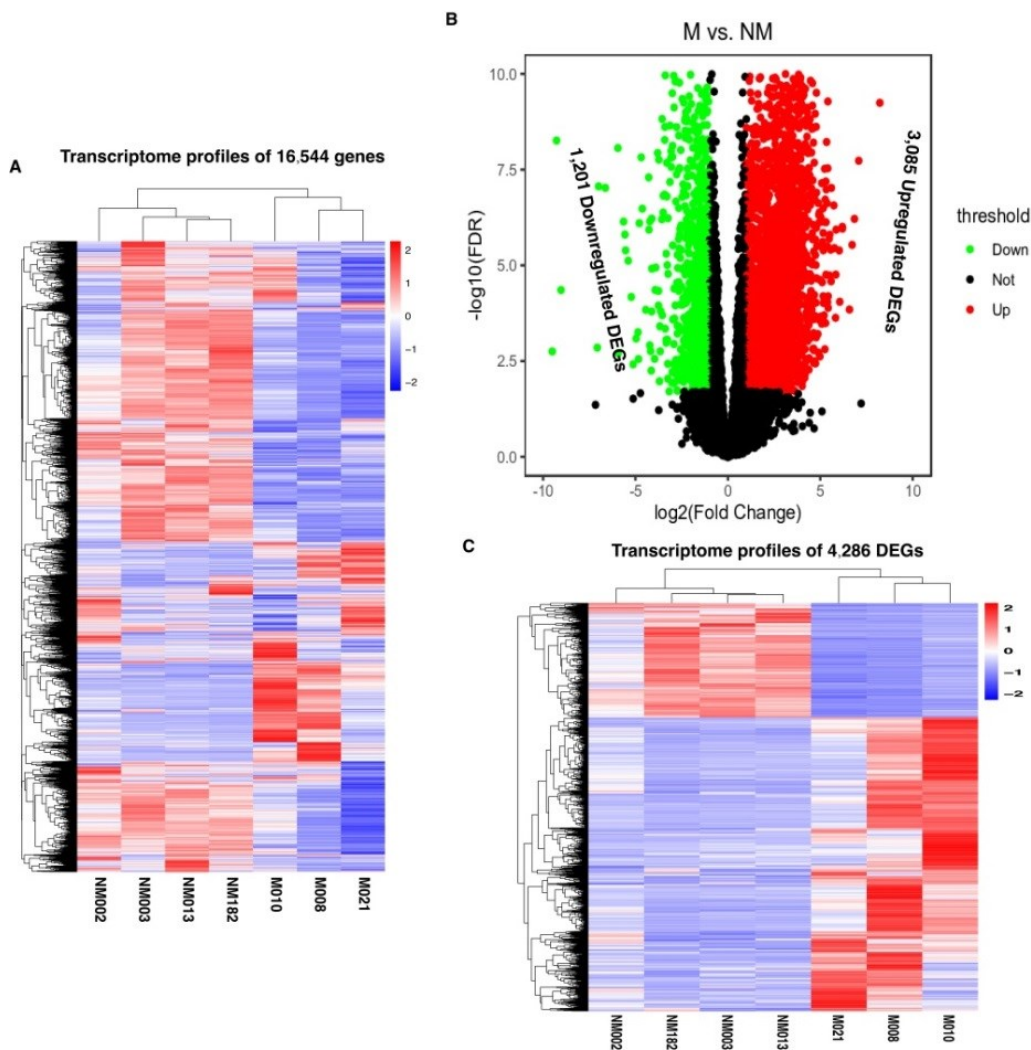 A
Transcriptome profiles of 16,544 genes
2
1
0
−1
−2
NM002
NM003
NM013
NM182
M010
M008
M021
B
M vs. NM
10.0
7.5
5.0
2.5
0.0
-log10(FDR)
-10
-5
0
5
10
log2(Fold Change)
1,201 Downregulated DEGs
3,085 Upregulated DEGs
threshold
Down
Not
Up
C
Transcriptome profiles of 4,286 DEGs
2
1
0
−1
−2
NM002
NM182
NM003
NM013
M021
M008
M010